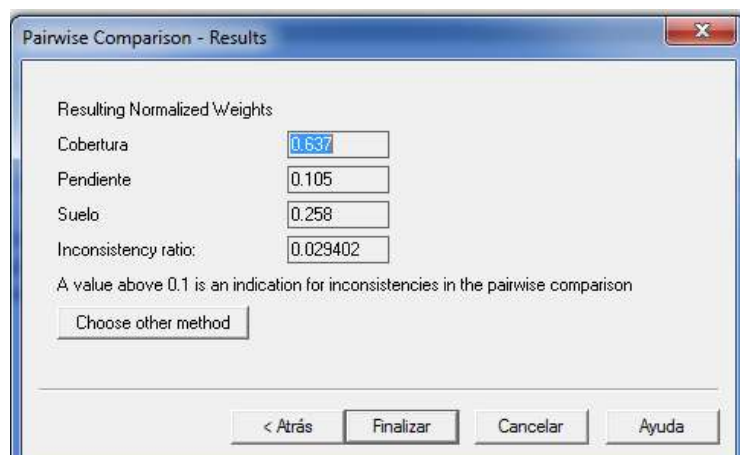 Pairwise Comparison - Results
Resulting Normalized Weights
Cobertura 0.637
Pendiente 0.105
Suelo 0.258
Inconsistency ratio: 0.029402
A value above 0.1 is an indication for inconsistencies in the pairwise comparison
Choose other method
< Atrás Finalizar Cancelar Ayuda